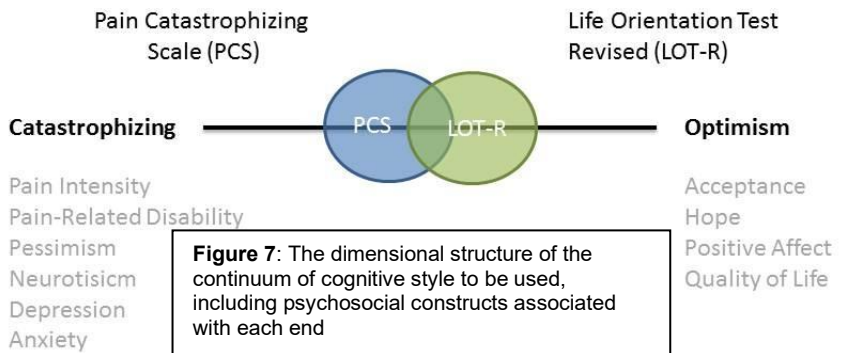 Pain Catastrophizing
Scale (PCS)
Life Orientation Test
Revised (LOT-R)
Catastrophizing
PCS
LOT-R
Optimism
Pain Intensity
Pain-Related Disability
Pessimism
Neurotisicm
Depression
Anxiety
Acceptance
Hope
Positive Affect
Quality of Life
Figure 7: The dimensional structure of the
continuum of cognitive style to be used,
including psychosocial constructs associated
with each end